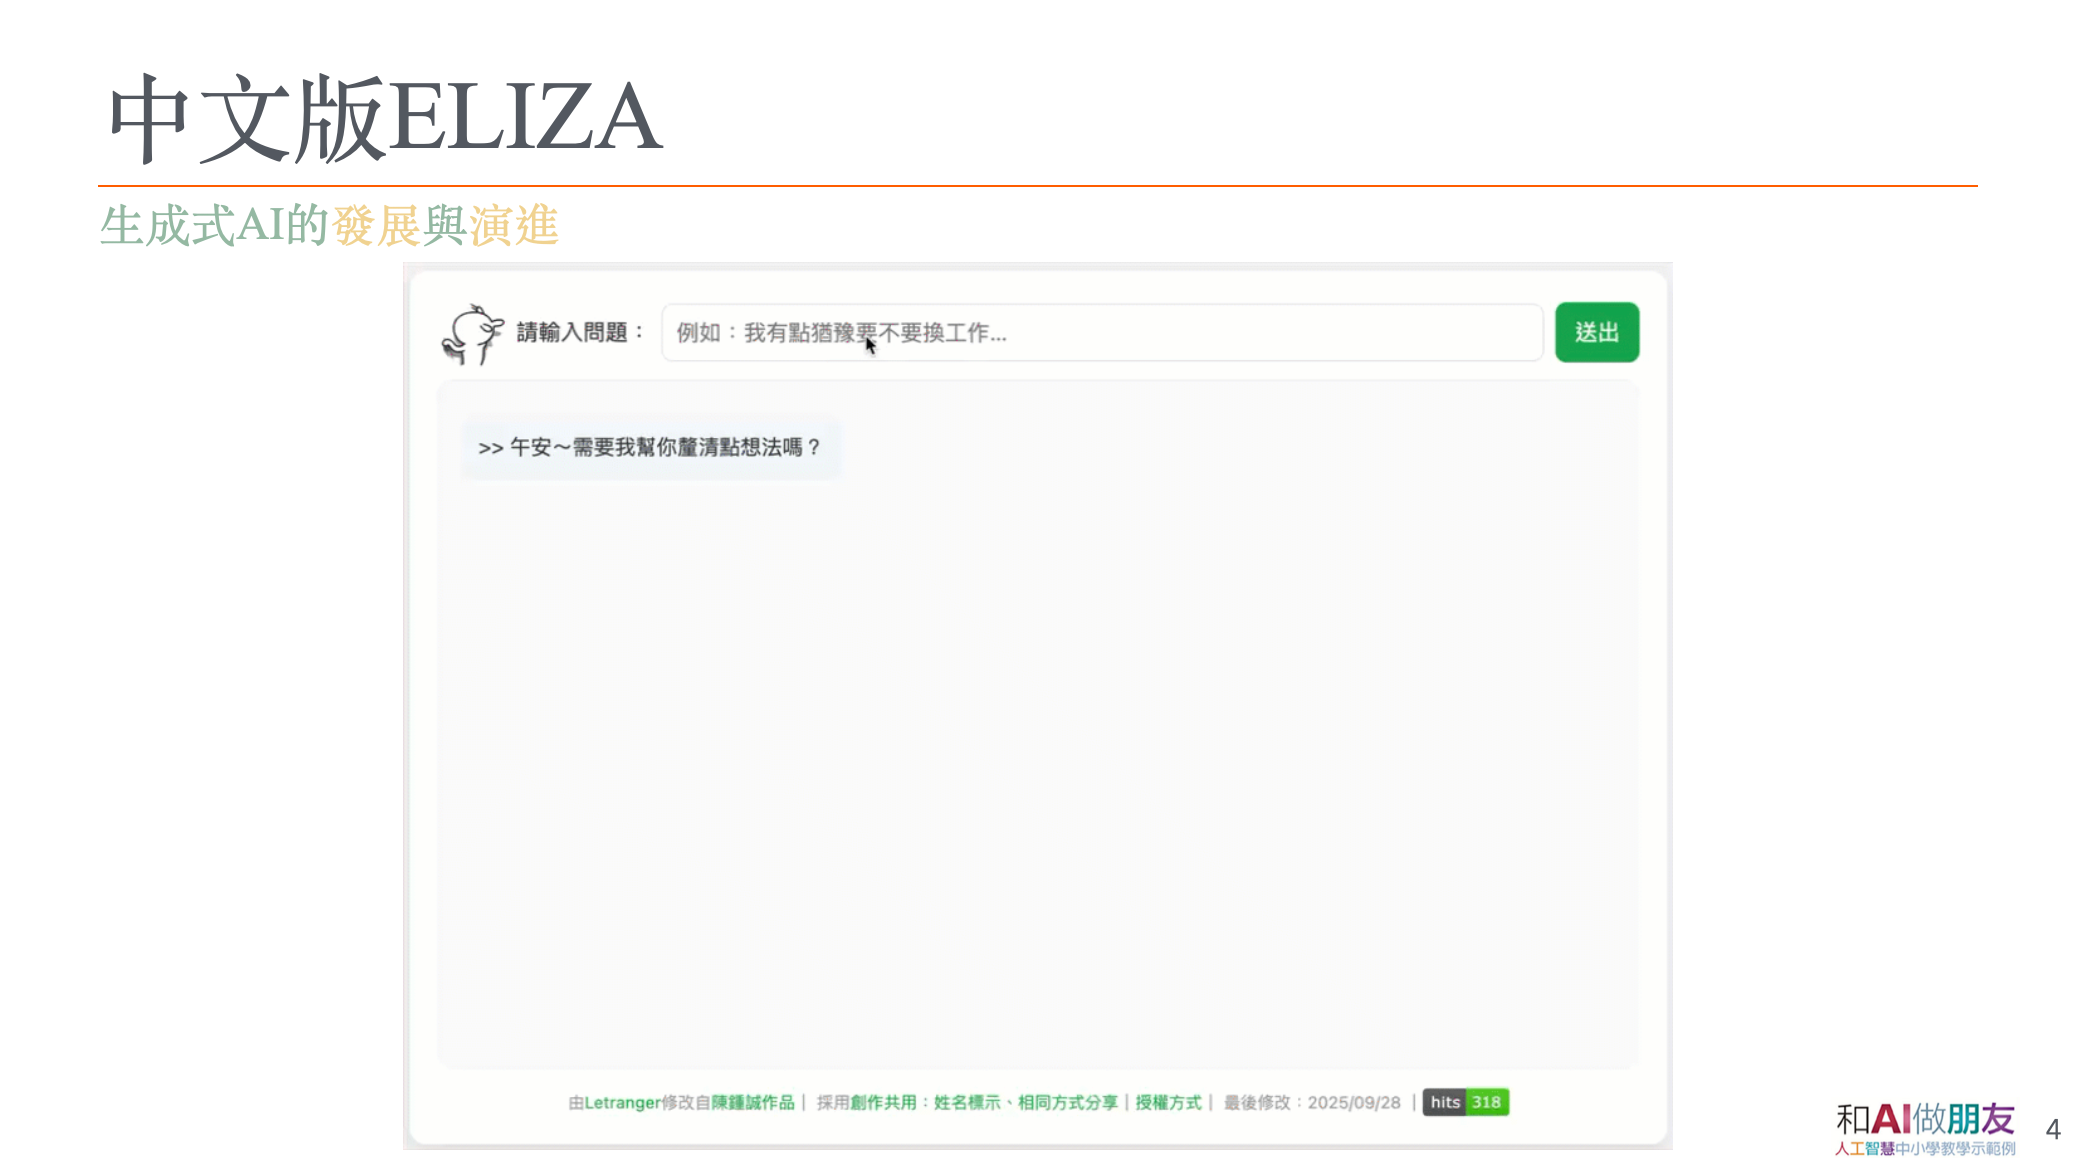 中文版ELIZA
生成式AI的發展與演進
請輸入問題：
例如：我有點猶豫要不要換工作...
送出
>> 午安～需要我幫你釐清點想法嗎？
由Letranger修改自陳鍾誠作品 | 採用創作共用：姓名標示、相同方式分享 | 授權方式 | 最後修改：2025/09/28 | hits 318
和AI做朋友
人工智慧中小學教學示範例
4